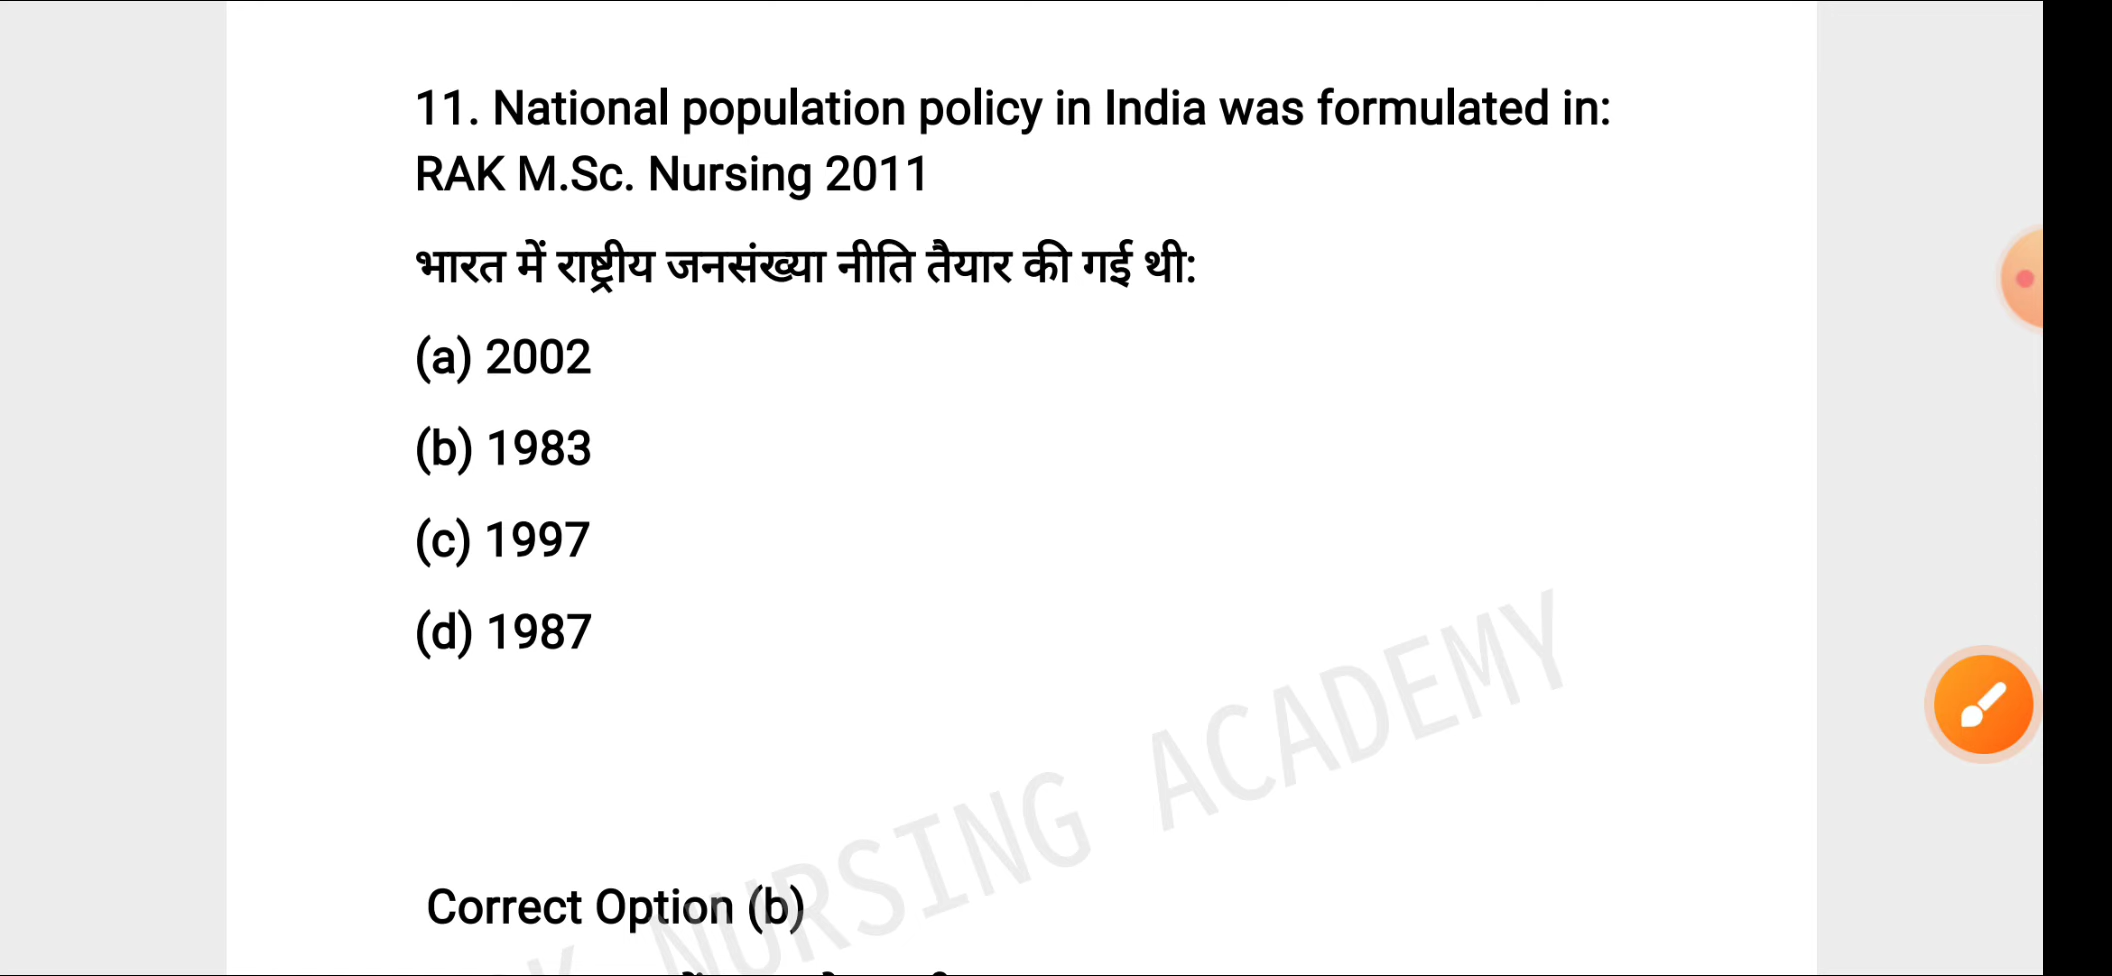 11. National population policy in India was formulated in:
RAK M.Sc. Nursing 2011
भारत में राष्ट्रीय जनसंख्या नीति तैयार की गई थी:
(a) 2002
(b) 1983
(c) 1997
(d) 1987
Correct Option (b)
NURSING ACADEMY